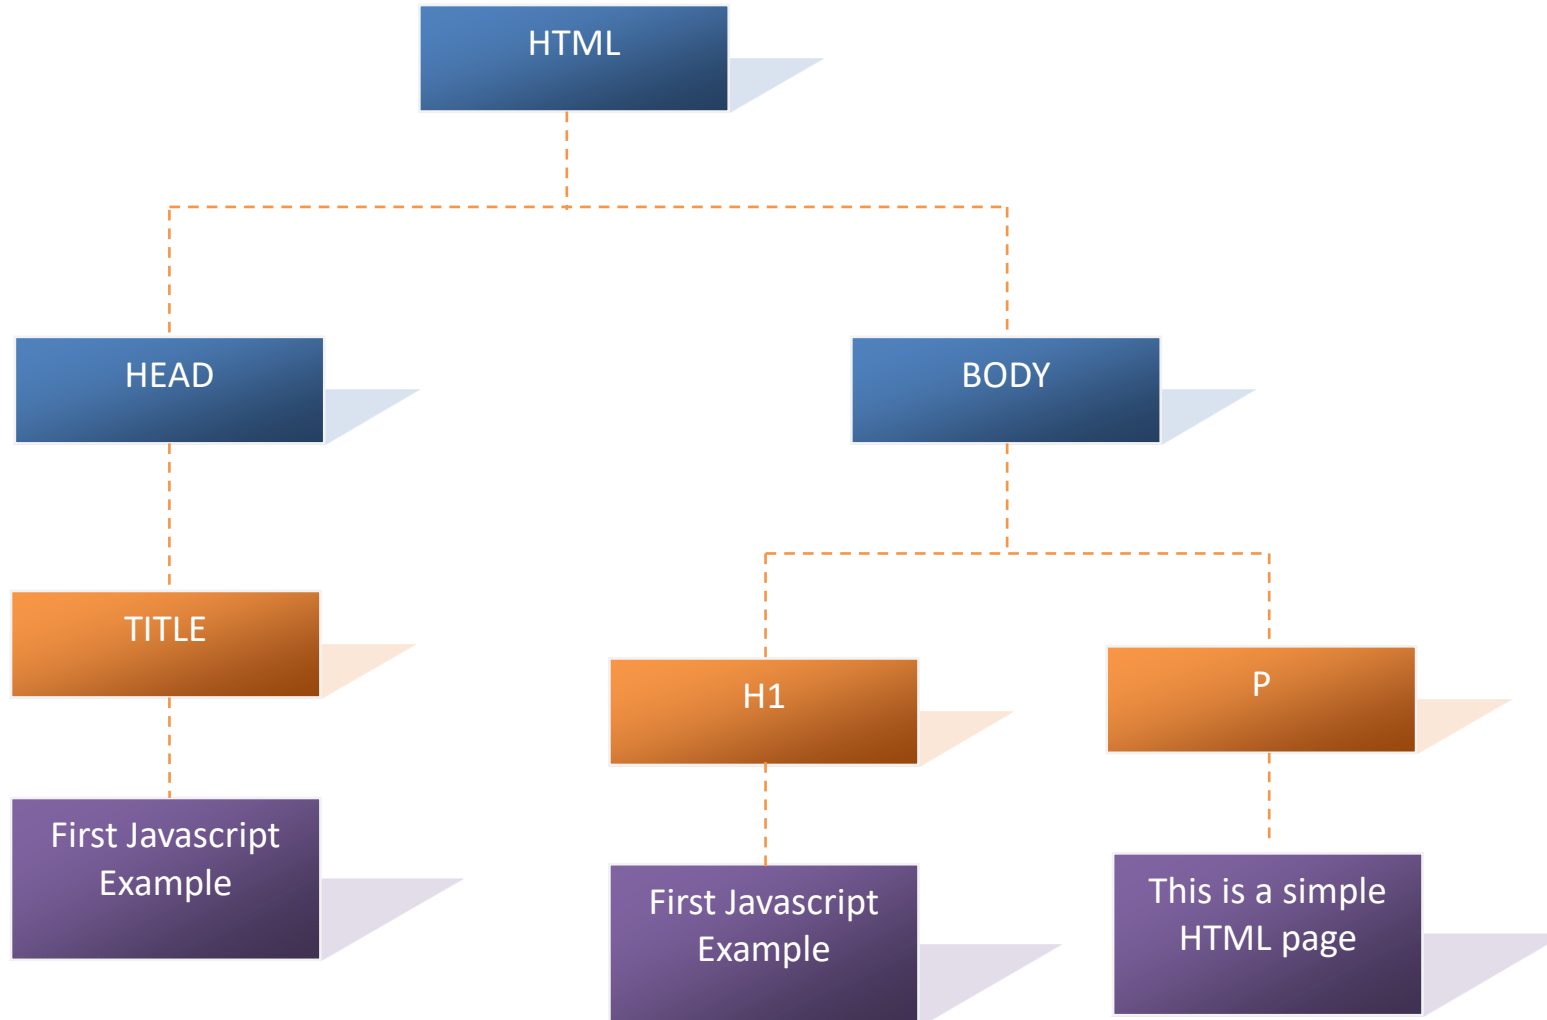 HTML
HEAD
BODY
TITLE
H1
P
First Javascript
Example
First Javascript
Example
This is a simple
HTML page